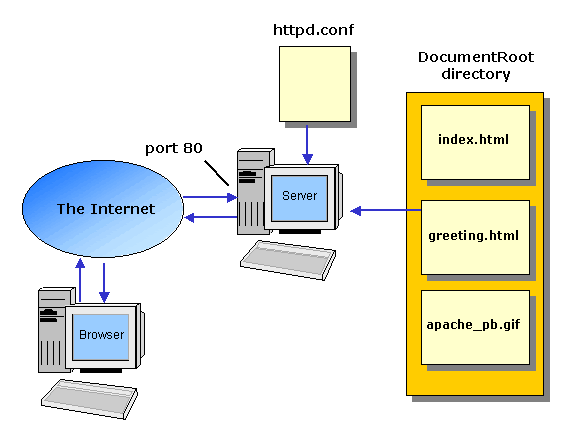 httpd.conf
DocumentRoot
directory
index.html
port 80
Server
The Internet
greeting.html
apache_pb.gif
Browser